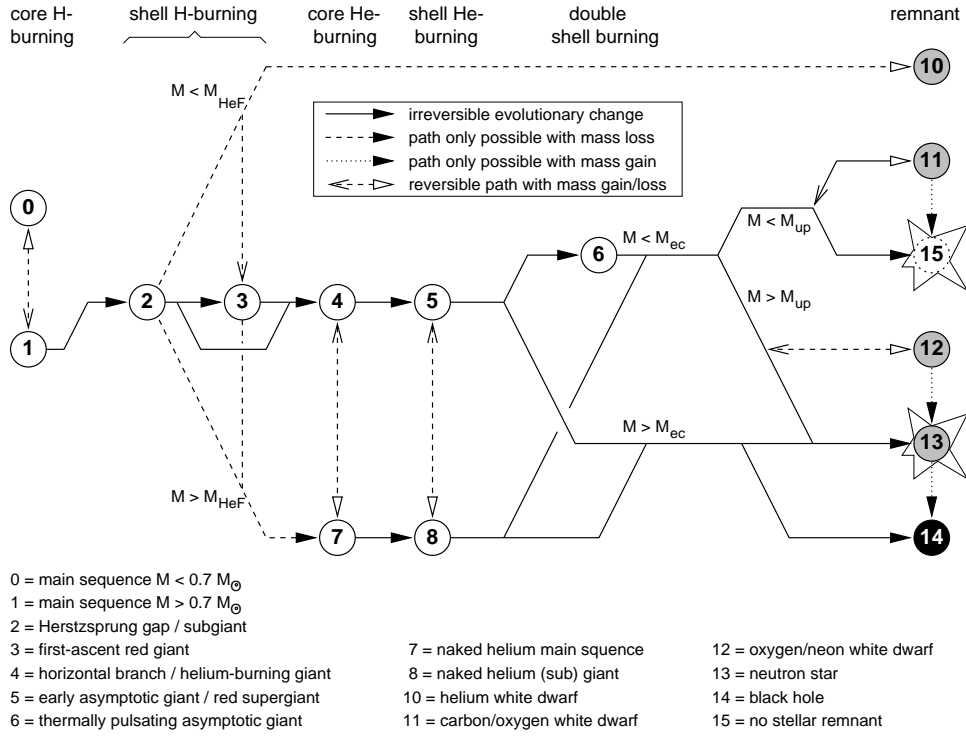 core H-
burning
shell H-burning
core He-
burning
shell He-
burning
double
shell burning
remnant
10
M < M_HeF
irreversible evolutionary change
path only possible with mass loss
path only possible with mass gain
reversible path with mass gain/loss
11
0
M < M_up
6
M < M_ec
15
2
3
4
5
M > M_up
1
12
M > M_ec
13
M > M_HeF
7
8
14
0 = main sequence M < 0.7 M⊙
1 = main sequence M > 0.7 M⊙
2 = Herstzsprung gap / subgiant
3 = first-ascent red giant
4 = horizontal branch / helium-burning giant
5 = early asymptotic giant / red supergiant
6 = thermally pulsating asymptotic giant
7 = naked helium main squence
8 = naked helium (sub) giant
10 = helium white dwarf
11 = carbon/oxygen white dwarf
12 = oxygen/neon white dwarf
13 = neutron star
14 = black hole
15 = no stellar remnant